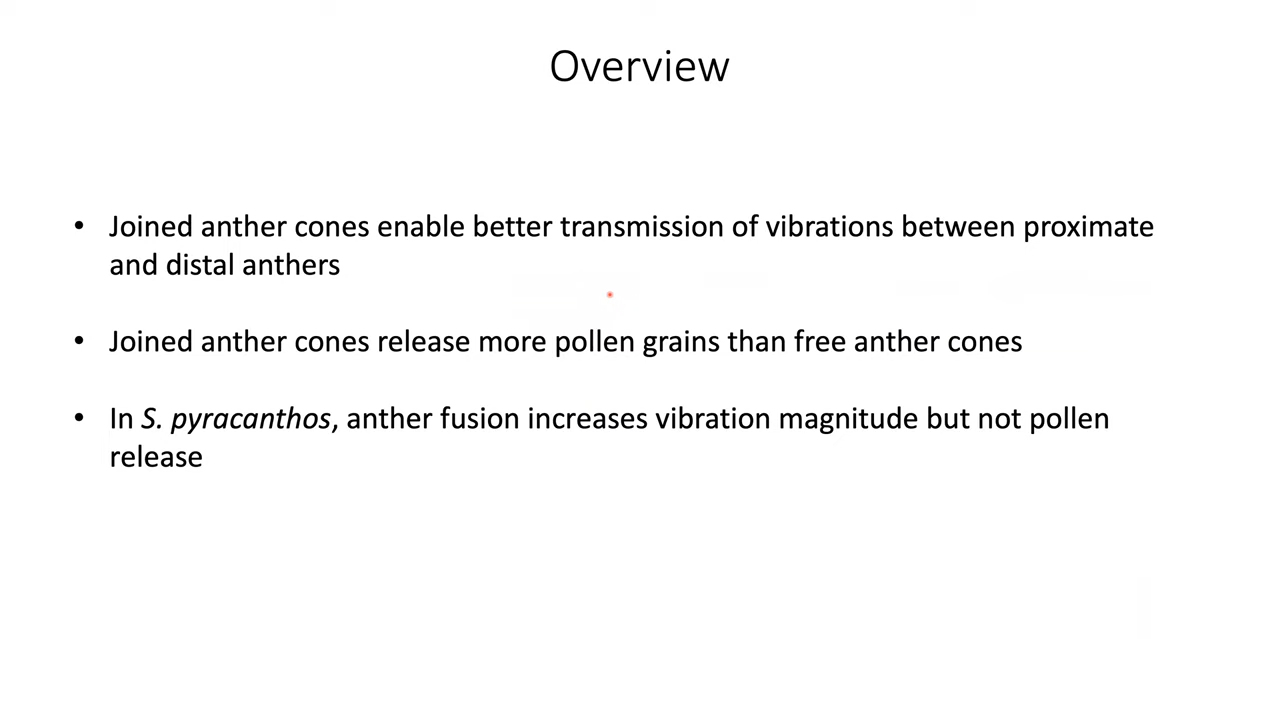 Overview
• Joined anther cones enable better transmission of vibrations between proximate
and distal anthers
• Joined anther cones release more pollen grains than free anther cones
• In S. pyracanthos, anther fusion increases vibration magnitude but not pollen
release